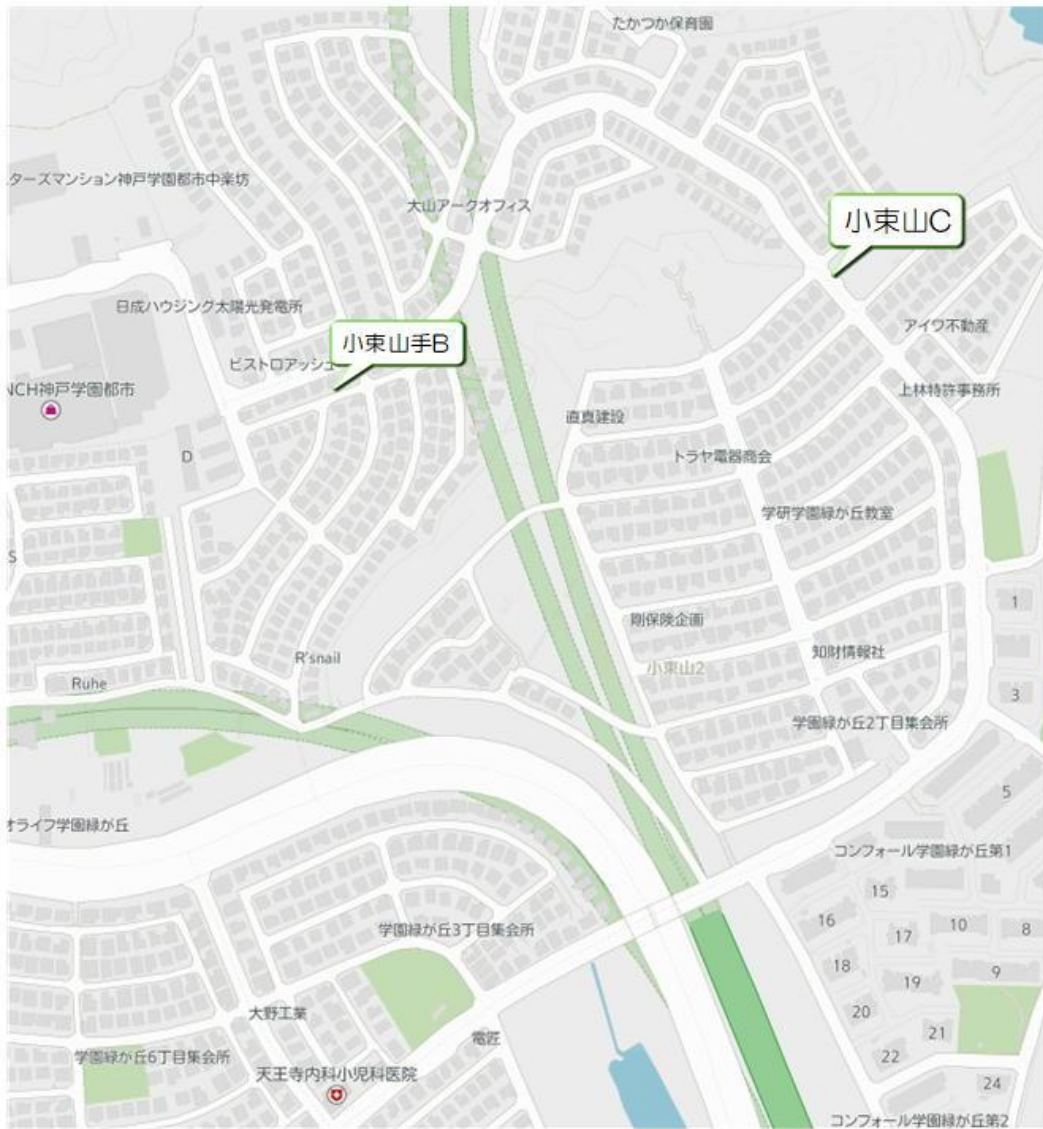 たかつか保育園
ターズマンション神戸学園都市中楽坊
大山アークオフィス
小束山C
日成ハウジング太陽光発電所
アイワ不動産
小束山手B
ビストロアッシュ
NCH神戸学園都市
上林特許事務所
直真建設
D
トラヤ電器商会
学研学園緑が丘教室
S
1
剛保険企画
知財情報社
R'snail
小束山2
Ruhe
3
学園緑が丘2丁目集会所
5
オライフ学園緑が丘
コンフォール学園緑が丘第1
15
16
10
8
学園緑が丘3丁目集会所
17
18
9
19
大野工業
20
21
電匠
学園緑が丘6丁目集会所
22
天王寺内科小児科医院
24
コンフォール学園緑が丘第2